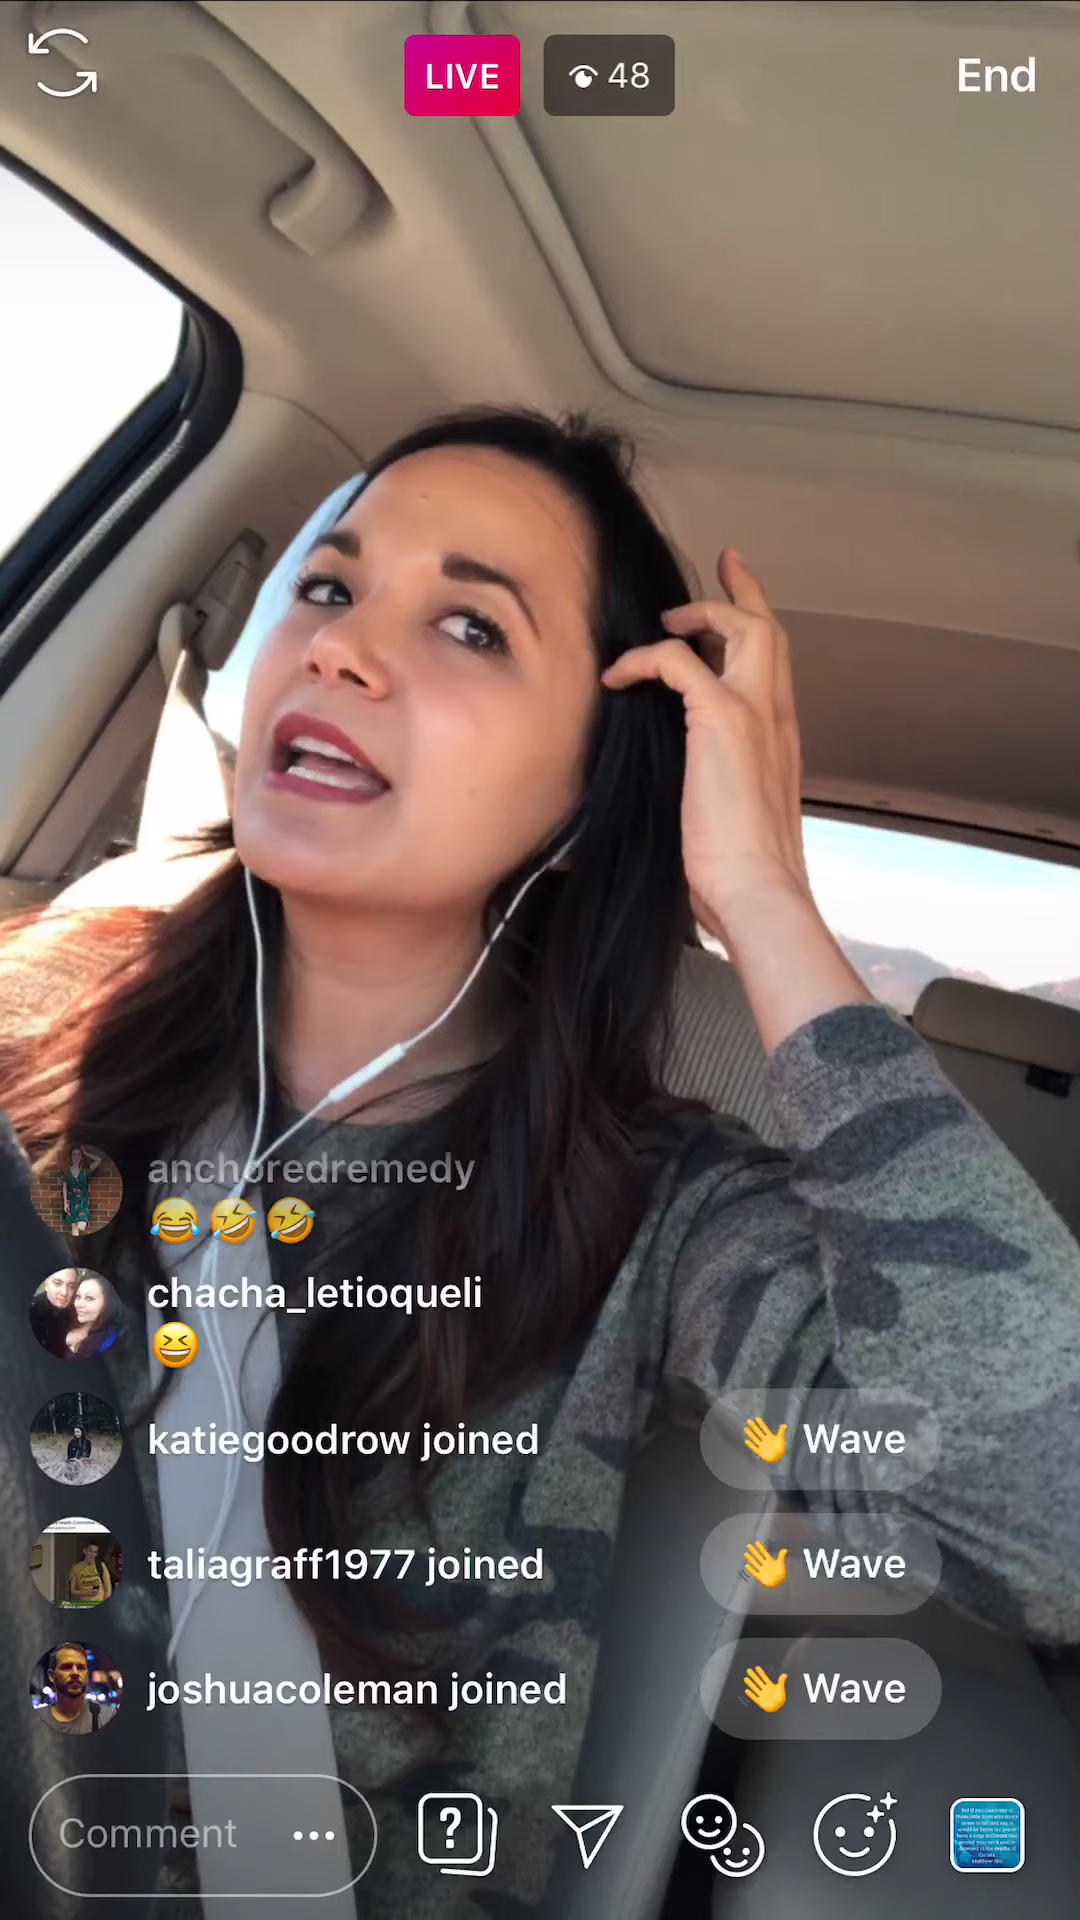 LIVE
48
End
anchoredremedy
😂🤣🤣
chacha_letioqueli
😆
katiegoodrow joined
👋 Wave
taliagraff1977 joined
👋 Wave
joshuacoleman joined
👋 Wave
Comment
?